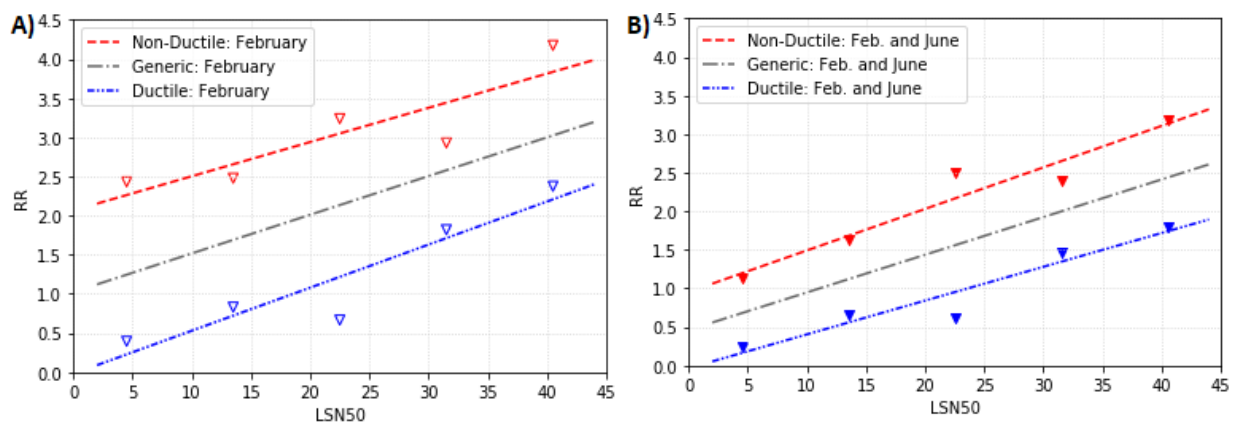 A)
Non-Ductile: February
Generic: February
Ductile: February
4.5
4.0
3.5
3.0
2.5
2.0
1.5
1.0
0.5
0.0
RR
0 5 10 15 20 25 30 35 40 45
LSN50
B)
Non-Ductile: Feb. and June
Generic: Feb. and June
Ductile: Feb. and June
4.5
4.0
3.5
3.0
2.5
2.0
1.5
1.0
0.5
0.0
RR
0 5 10 15 20 25 30 35 40 45
LSN50